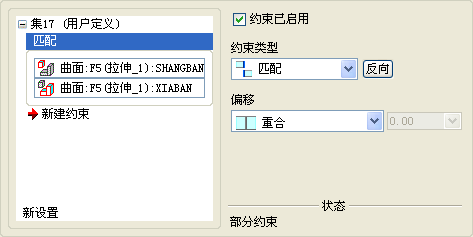 集17 (用户定义)
匹配
曲面:F5(拉伸_1):SHANGBAN
曲面:F5(拉伸_1):XIABAN
新建约束
新设置
约束已启用
约束类型
匹配
反向
偏移
重合
0.00
状态
部分约束